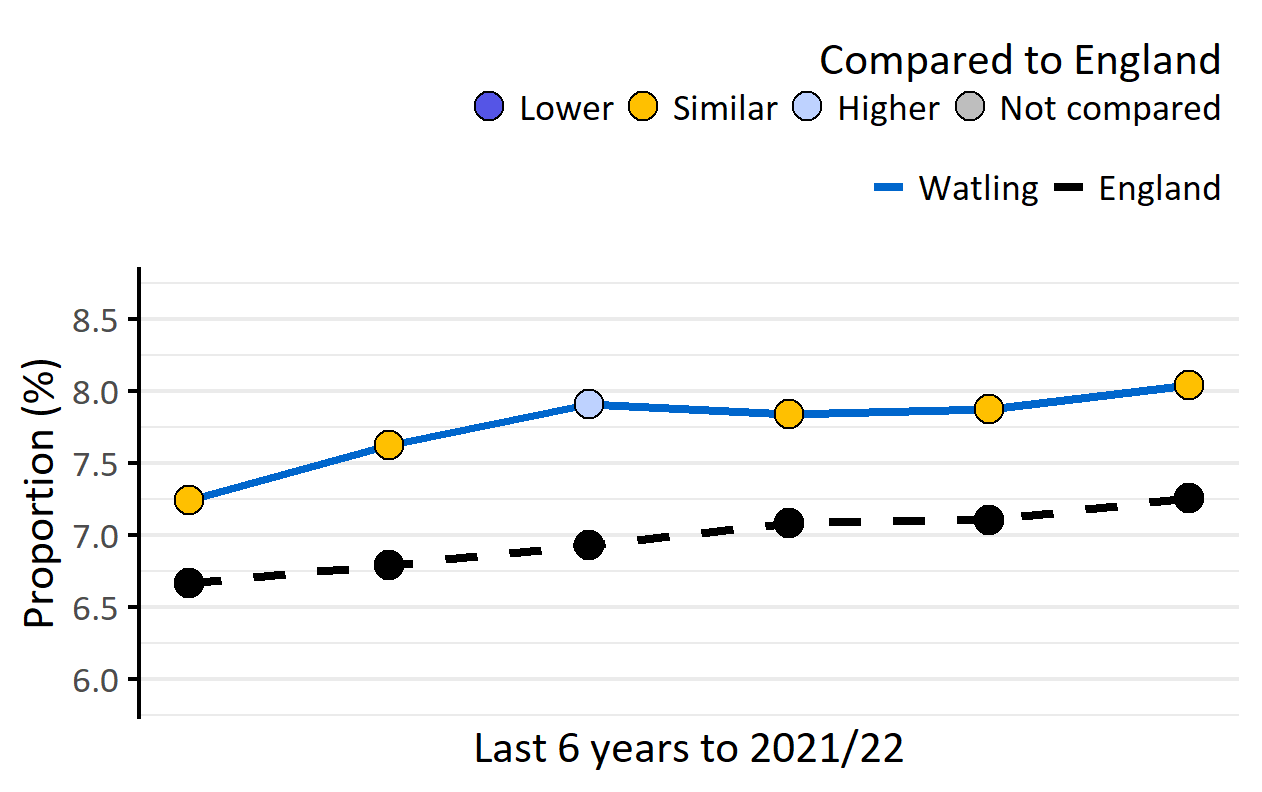 Compared to England
Lower Similar Higher Not compared
Watling England
8.5
8.0
7.5
7.0
6.5
6.0
Proportion (%)
Last 6 years to 2021/22